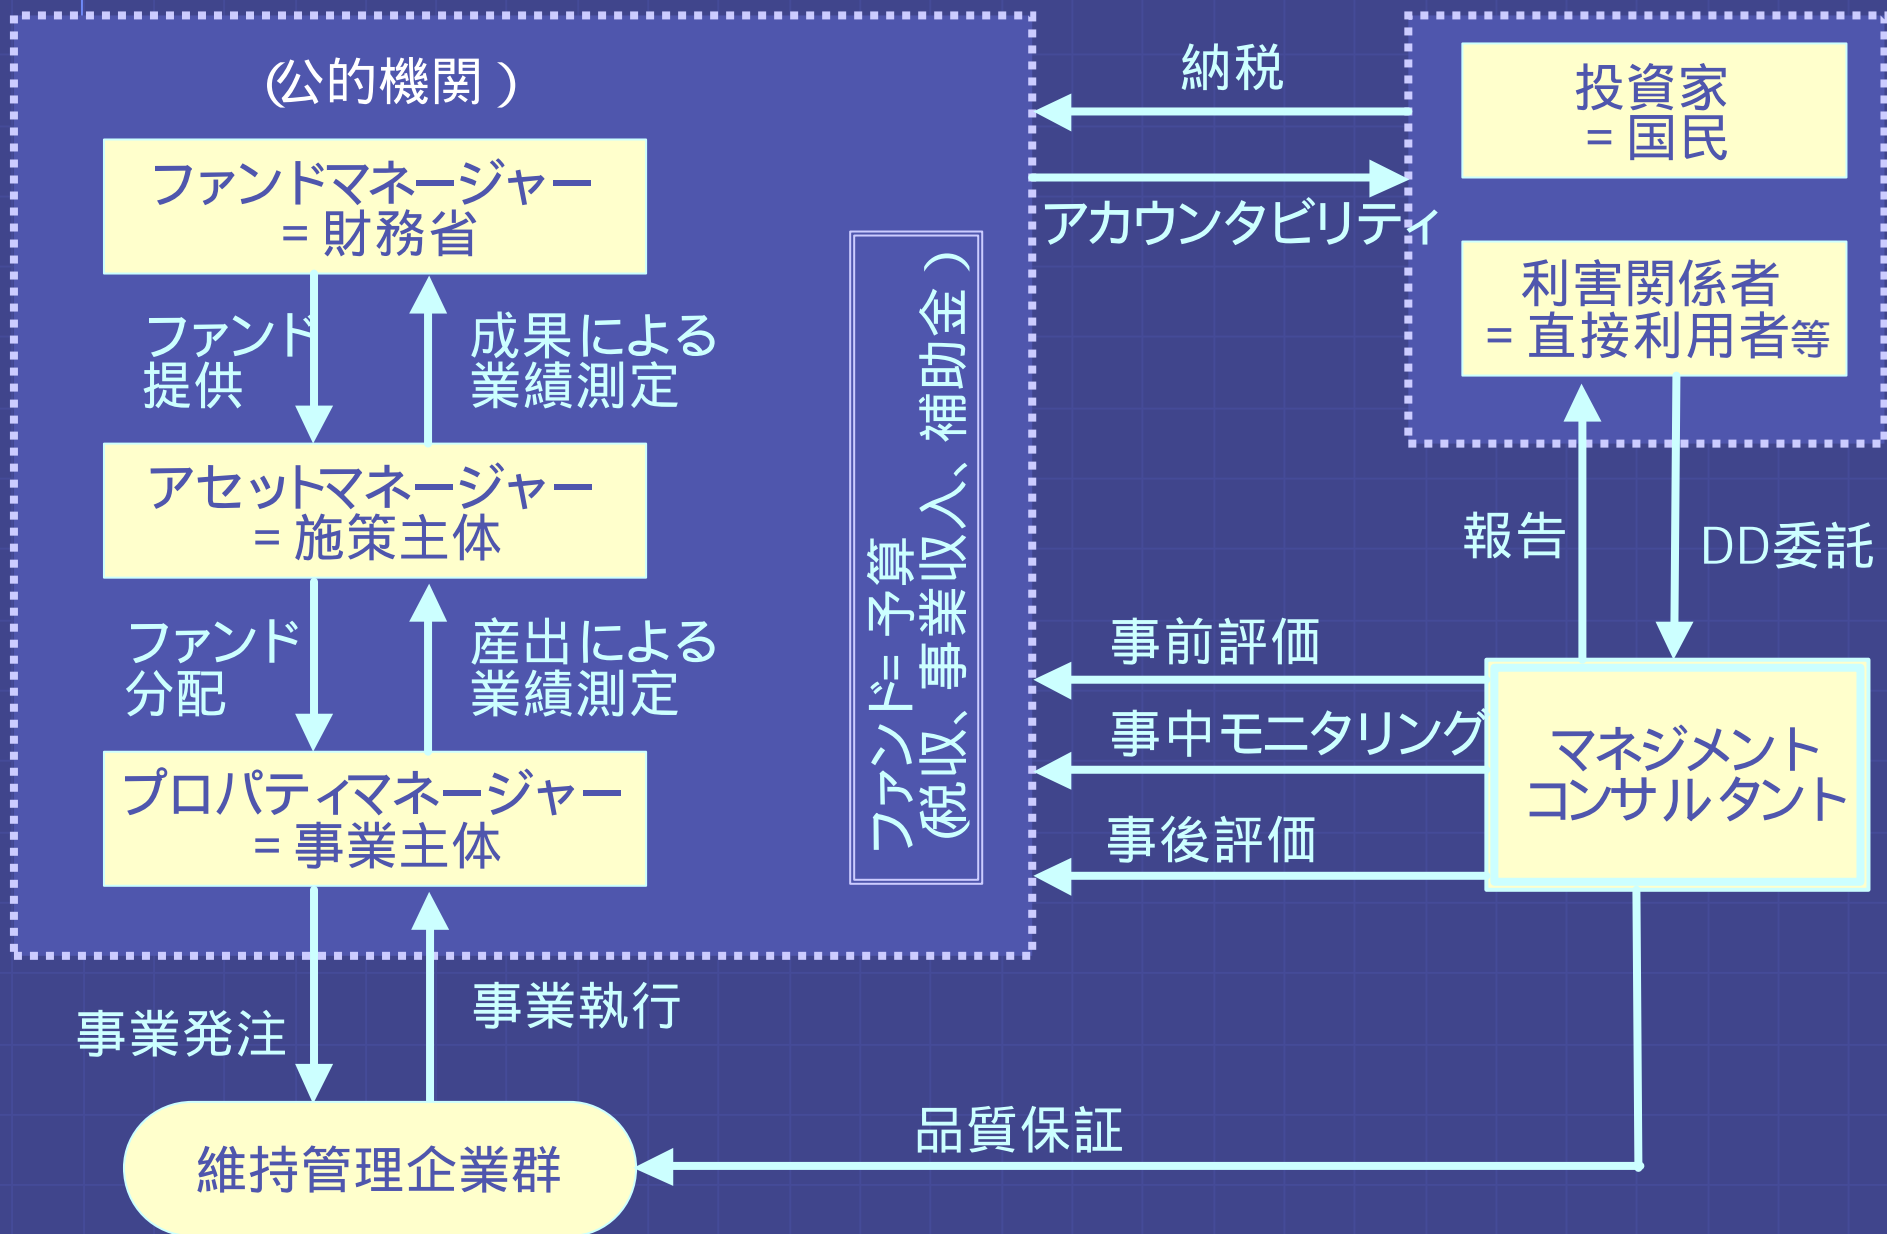 （公的機関）
ファンドマネージャー
＝財務省
ファンド
提供
成果による
業績測定
アセットマネージャー
＝施策主体
ファンド
分配
産出による
業績測定
プロパティマネージャー
＝事業主体
ファンド＝予算
（税収、事業収入、補助金）
事業発注
事業執行
維持管理企業群
納税
アカウンタビリティ
投資家
＝国民
利害関係者
＝直接利用者等
報告
DD委託
事前評価
事中モニタリング
事後評価
マネジメント
コンサルタント
品質保証